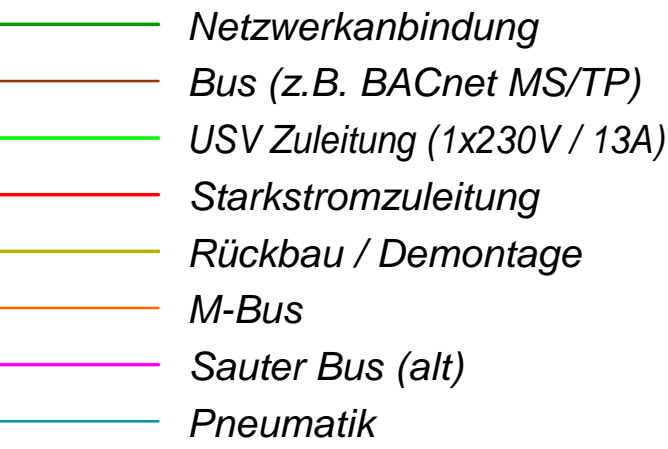 Netzwerkanbindung
Bus (z.B. BACnet MS/TP)
USV Zuleitung (1x230V / 13A)
Starkstromzuleitung
Rückbau / Demontage
M-Bus
Sauter Bus (alt)
Pneumatik